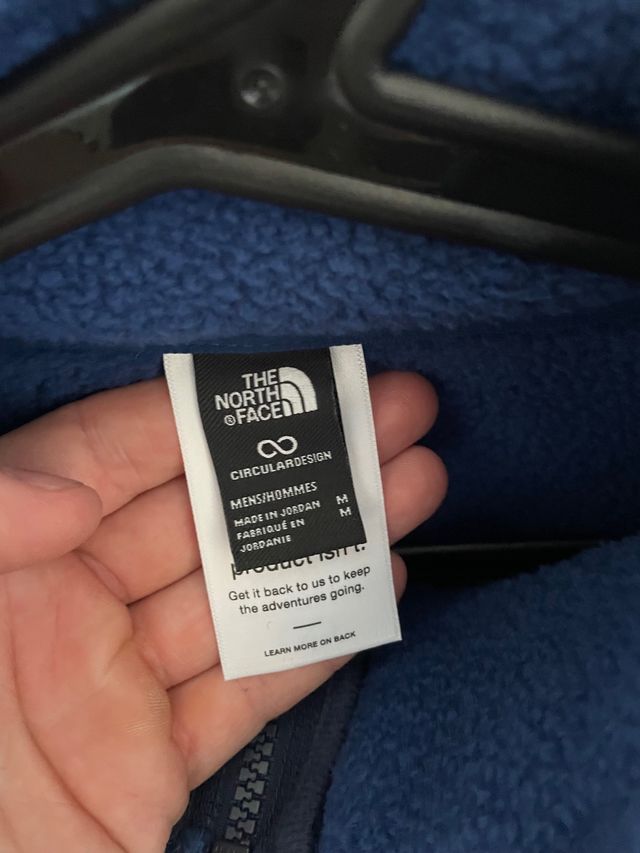 THE
NORTH
®FACE
CIRCULARDESIGN
MENS/HOMMES M
MADE IN JORDAN M
FABRIQUÉ EN
JORDANIE
product isn't.
Get it back to us to keep
the adventures going.
LEARN MORE ON BACK